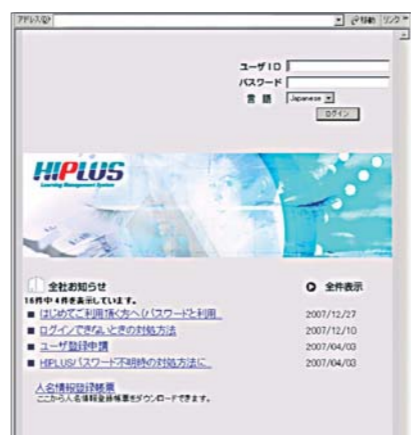 アドレス(D)
移動 リンク »
ユーザID
パスワード
言語 Japanese
ログイン
HIPLUS
Learning Management System
全社お知らせ
全件表示
16件中4件を表示しています。
■ はじめてご利用頂く方へ(パスワードと利用... 2007/12/27
■ ログインできないときの対処方法 2007/12/10
■ ユーザ登録申請 2007/04/03
■ HIPLUSパスワード不明時の対処方法に... 2007/04/03
人名情報登録帳票
ここから人名情報登録帳票をダウンロードできます。